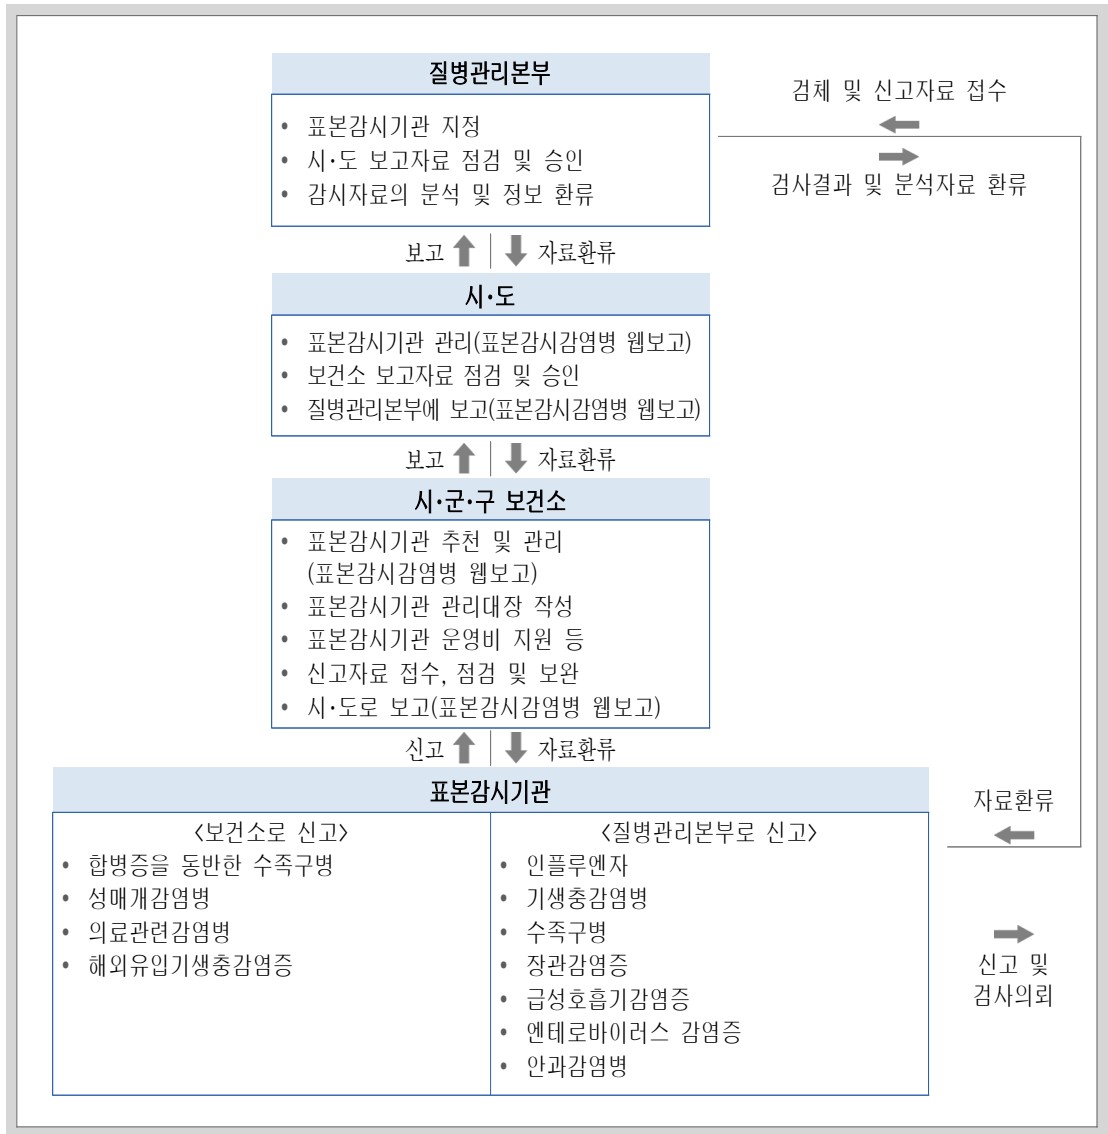 질병관리본부
• 표본감시기관 지정
• 시·도 보고자료 점검 및 승인
• 감시자료의 분석 및 정보 환류
검체 및 신고자료 접수
검사결과 및 분석자료 환류
보고 자료환류
시·도
• 표본감시기관 관리(표본감시감염병 웹보고)
• 보건소 보고자료 점검 및 승인
• 질병관리본부에 보고(표본감시감염병 웹보고)
보고 자료환류
시·군·구 보건소
• 표본감시기관 추천 및 관리
(표본감시감염병 웹보고)
• 표본감시기관 관리대장 작성
• 표본감시기관 운영비 지원 등
• 신고자료 접수, 점검 및 보완
• 시·도로 보고(표본감시감염병 웹보고)
신고 자료환류
표본감시기관
<보건소로 신고>
• 합병증을 동반한 수족구병
• 성매개감염병
• 의료관련감염병
• 해외유입기생충감염증
<질병관리본부로 신고>
• 인플루엔자
• 기생충감염병
• 수족구병
• 장관감염증
• 급성호흡기감염증
• 엔테로바이러스 감염증
• 안과감염병
자료환류
신고 및
검사의뢰